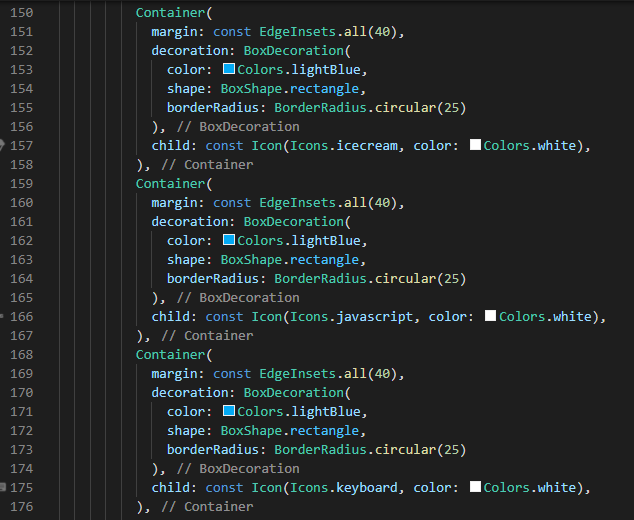 150 Container(
151 margin: const EdgeInsets.all(40),
152 decoration: BoxDecoration(
153 color: Colors.lightBlue,
154 shape: BoxShape.rectangle,
155 borderRadius: BorderRadius.circular(25)
156 ), // BoxDecoration
157 child: const Icon(Icons.icecream, color: Colors.white),
158 ), // Container
159 Container(
160 margin: const EdgeInsets.all(40),
161 decoration: BoxDecoration(
162 color: Colors.lightBlue,
163 shape: BoxShape.rectangle,
164 borderRadius: BorderRadius.circular(25)
165 ), // BoxDecoration
166 child: const Icon(Icons.javascript, color: Colors.white),
167 ), // Container
168 Container(
169 margin: const EdgeInsets.all(40),
170 decoration: BoxDecoration(
171 color: Colors.lightBlue,
172 shape: BoxShape.rectangle,
173 borderRadius: BorderRadius.circular(25)
174 ), // BoxDecoration
175 child: const Icon(Icons.keyboard, color: Colors.white),
176 ), // Container